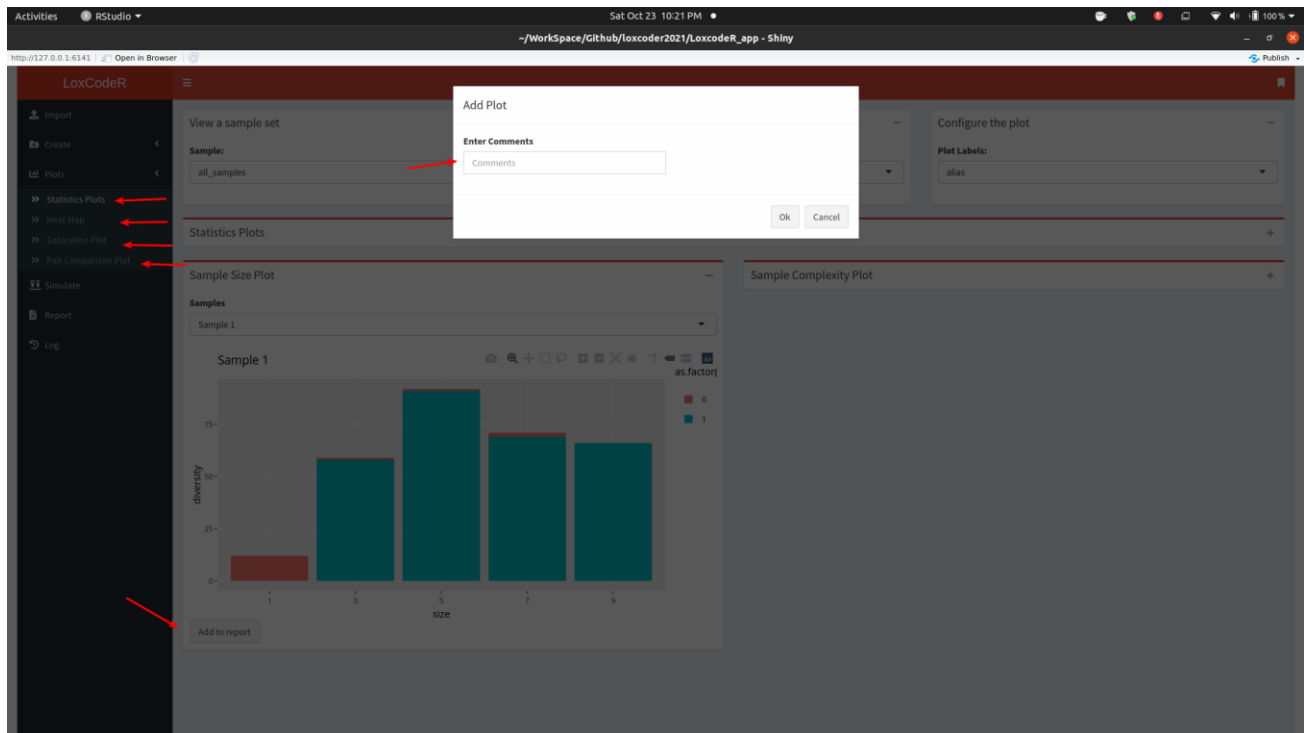 Activities RStudio Sat Oct 23 10:21 PM 100 %
~/WorkSpace/Github/loxcoder2021/LoxcodeR_app - Shiny
http://127.0.0.1:6141 Open in Browser Publish
LoxCodeR
Import
Create
Plots
Statistics Plots
Heat Map
Saturation Plot
Pair Comparison Plot
Simulate
Report
Log
Add Plot
Enter Comments
Comments
Ok Cancel
View a sample set
Sample:
all_samples
Configure the plot
Plot Labels:
alias
Statistics Plots
Sample Size Plot
Samples
Sample 1
Sample 1
as.factor(
0
1
diversity
75
50
25
0
1 3 5 7 9
size
Add to report
Sample Complexity Plot